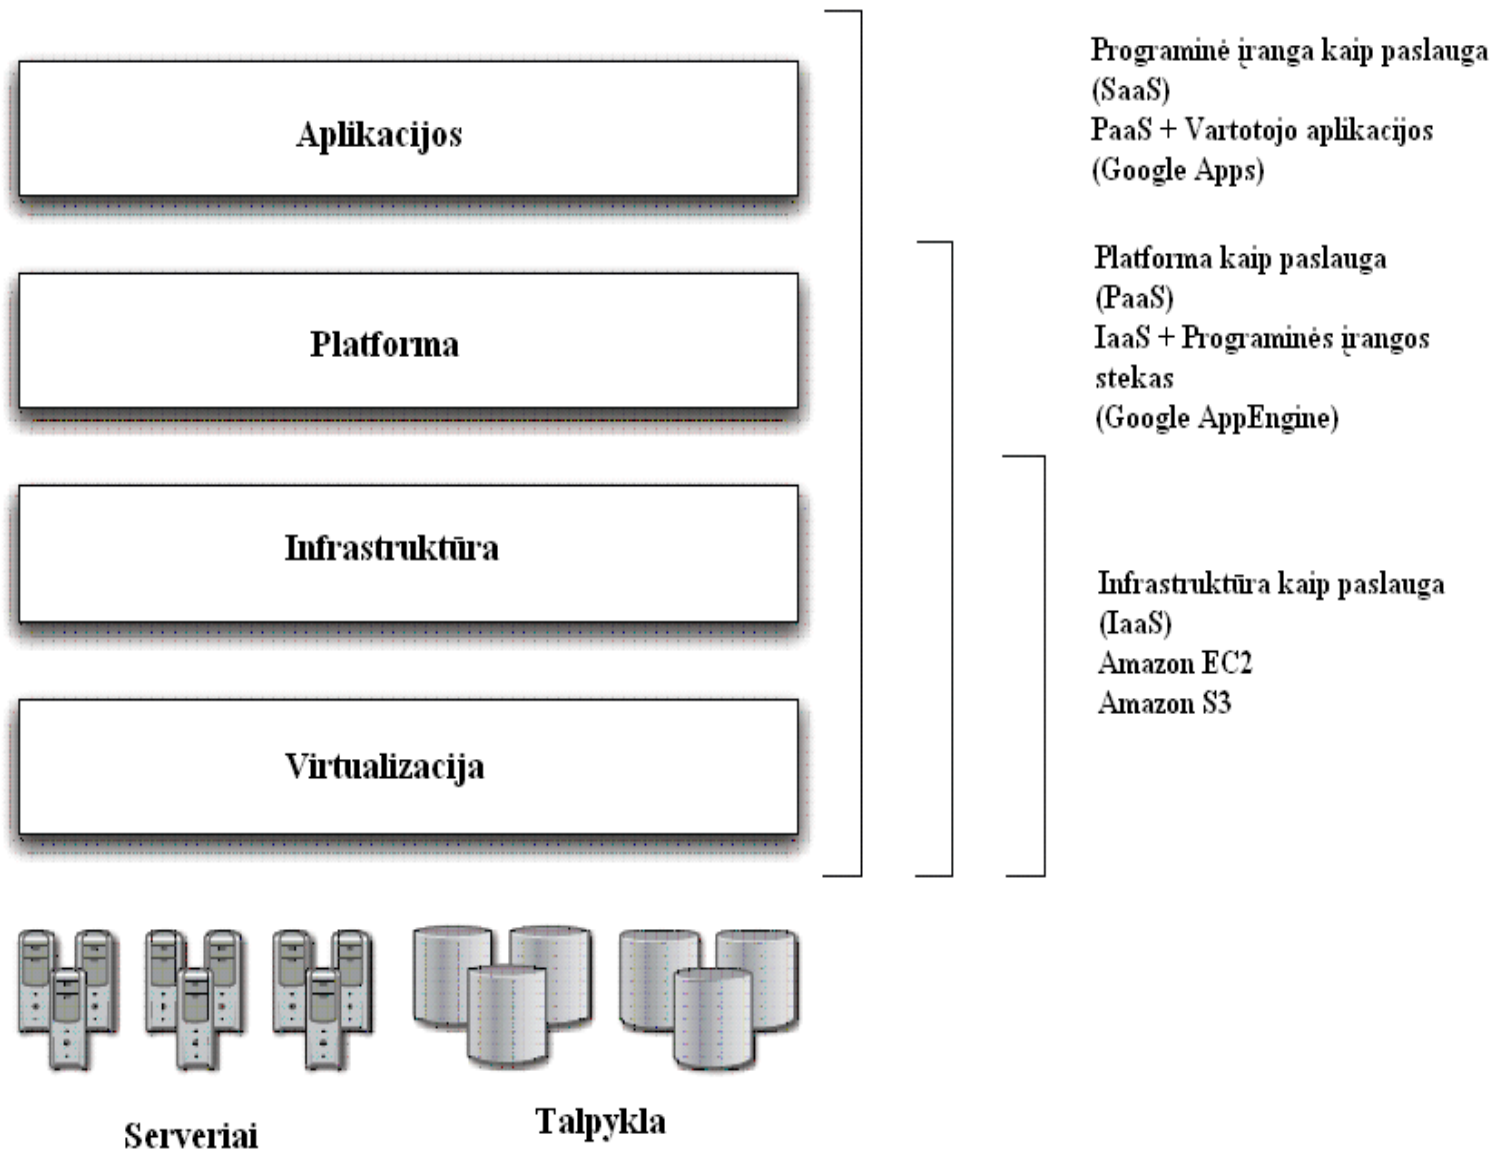 Aplikacijos
Platforma
Infrastruktūra
Virtualizacija
Serveriai
Talpykla
Programinė įranga kaip paslauga
(SaaS)
PaaS + Vartotojo aplikacijos
(Google Apps)
Platforma kaip paslauga
(PaaS)
IaaS + Programinės įrangos
stekas
(Google AppEngine)
Infrastruktūra kaip paslauga
(IaaS)
Amazon EC2
Amazon S3